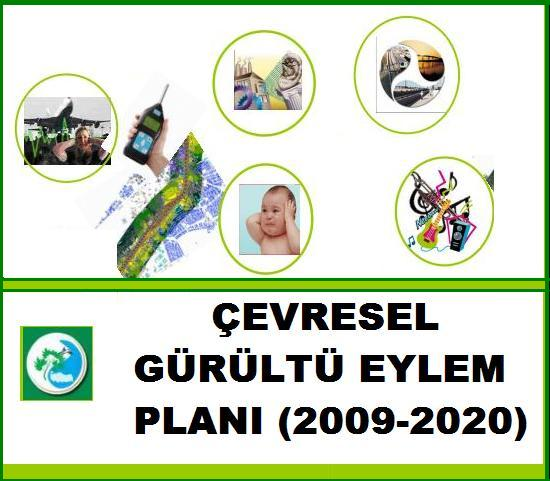 ÇEVRESEL
GÜRÜLTÜ EYLEM
PLANI (2009-2020)